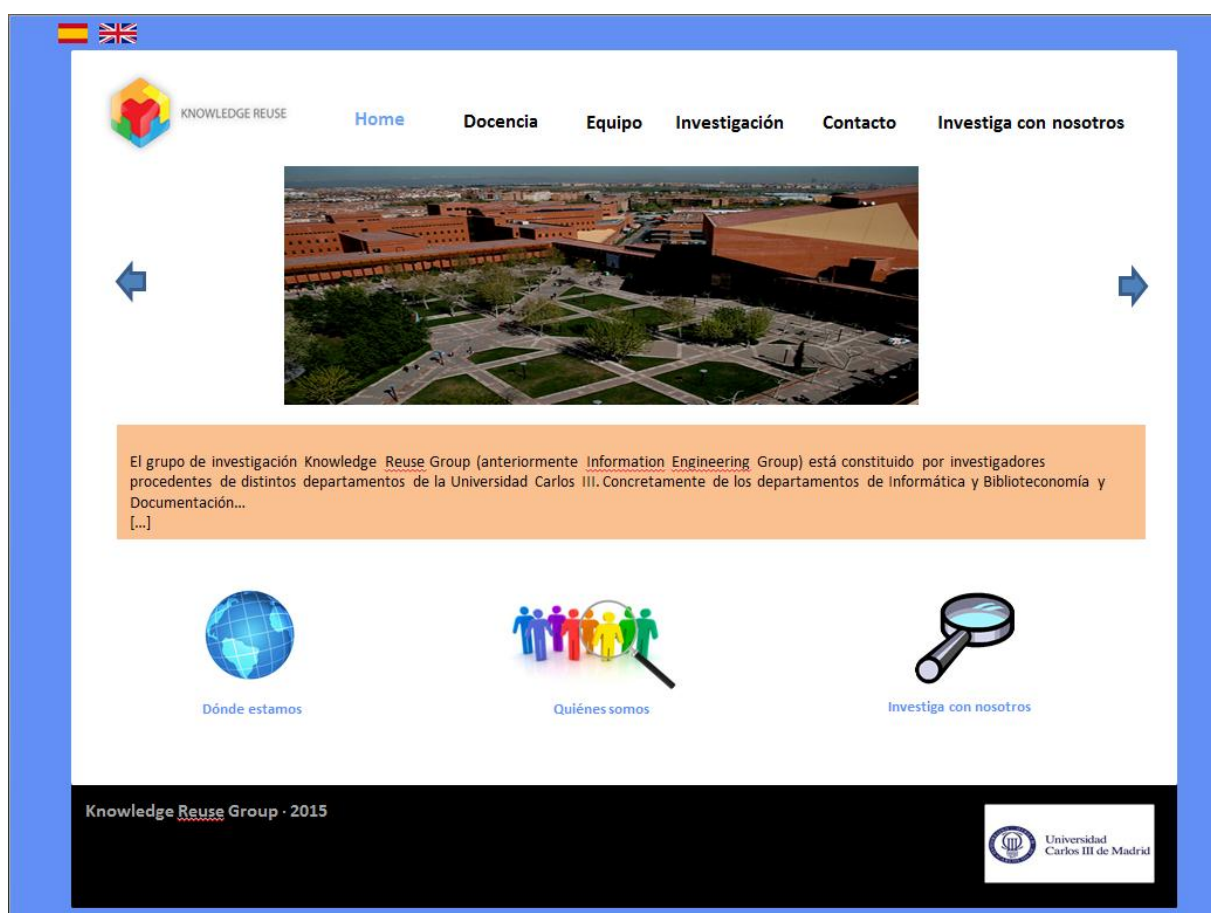 KNOWLEDGE REUSE
Home
Docencia
Equipo
Investigación
Contacto
Investiga con nosotros
El grupo de investigación Knowledge Reuse Group (anteriormente Information Engineering Group) está constituido por investigadores
procedentes de distintos departamentos de la Universidad Carlos III. Concretamente de los departamentos de Informática y Biblioteconomía y
Documentación...
[...]
Dónde estamos
Quiénes somos
Investiga con nosotros
Knowledge Reuse Group · 2015
Universidad
Carlos III de Madrid